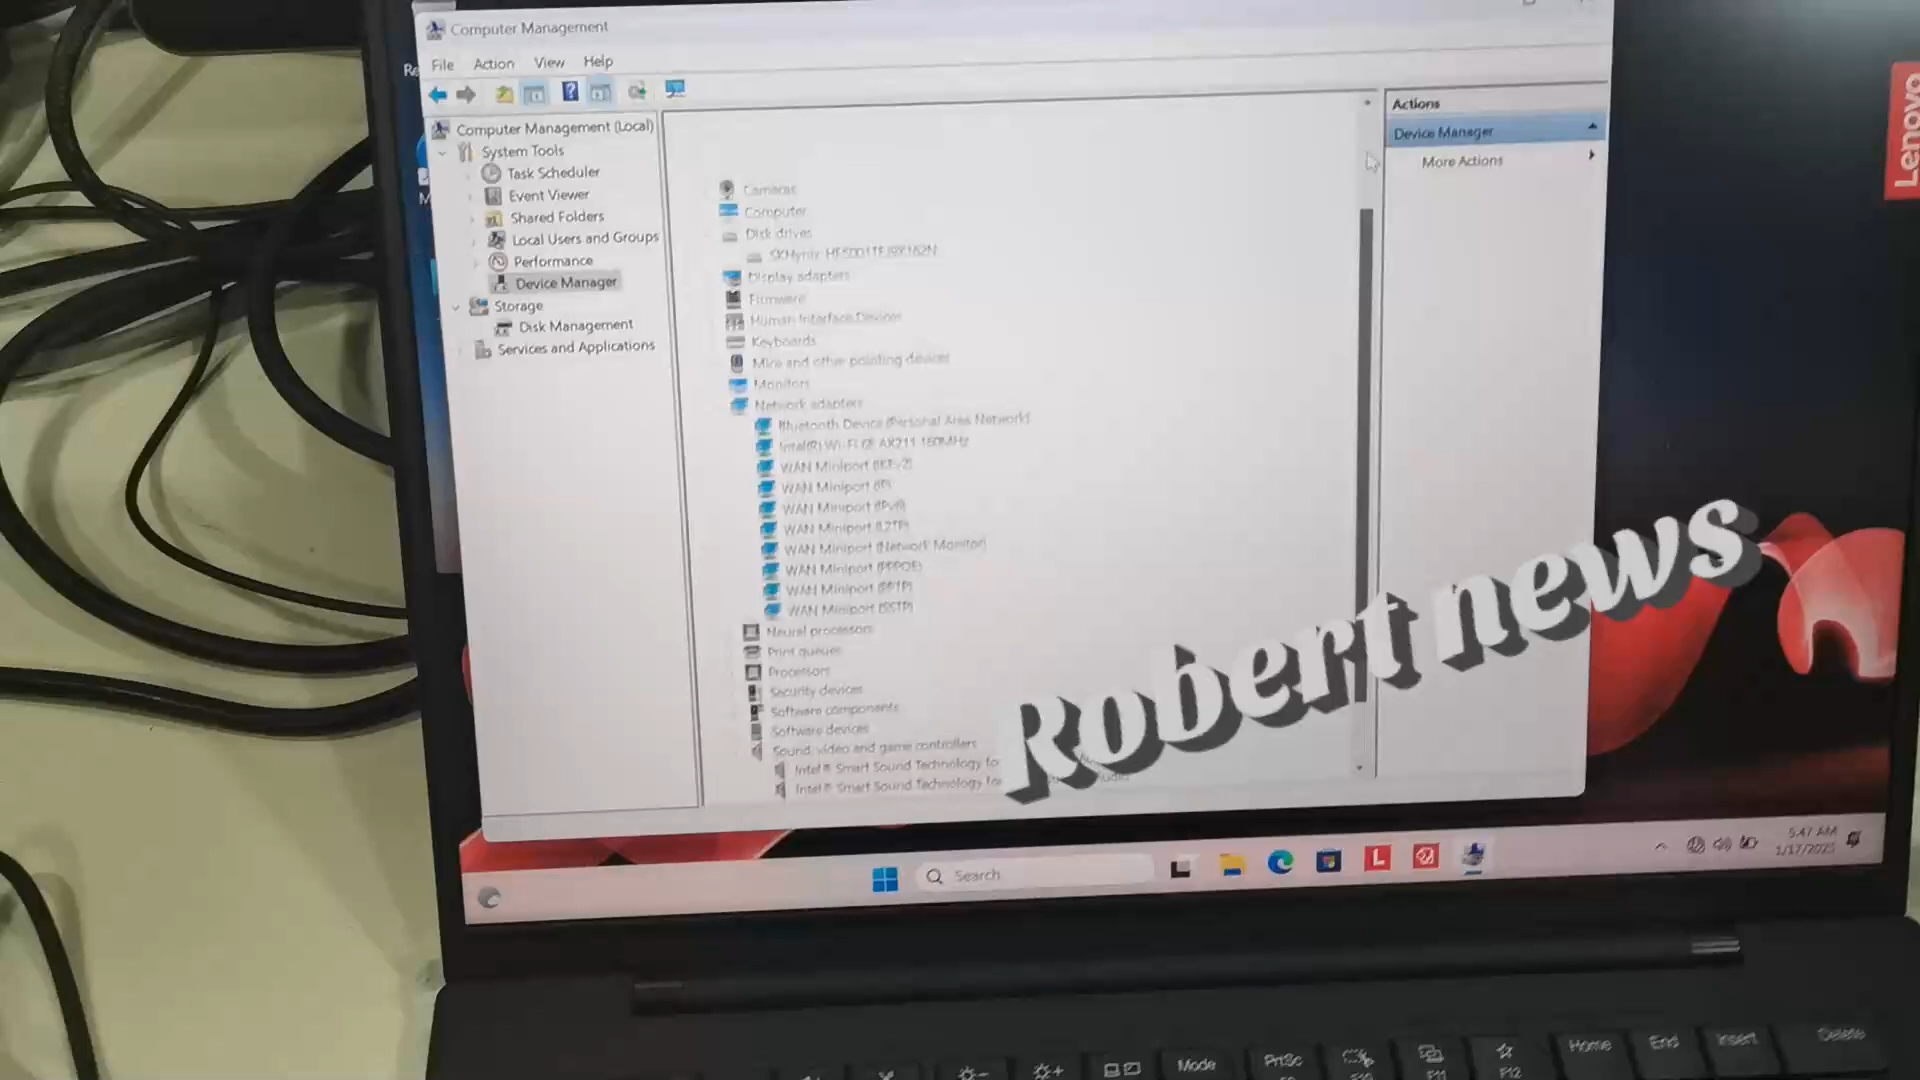 Computer Management
File Action View Help
Computer Management (Local)
System Tools
Task Scheduler
Event Viewer
Shared Folders
Local Users and Groups
Performance
Device Manager
Storage
Disk Management
Services and Applications
Cameras
Computer
Disk drives
Display adapters
Firmware
Human Interface Devices
Keyboards
Mice and other pointing devices
Monitors
Network adapters
Bluetooth Device (Personal Area Network)
Intel(R) Wi-Fi 6E AX211 160MHz
WAN Miniport (IKEv2)
WAN Miniport (IP)
WAN Miniport (IPv6)
WAN Miniport (L2TP)
WAN Miniport (Network Monitor)
WAN Miniport (PPPOE)
WAN Miniport (PPTP)
WAN Miniport (SSTP)
Neural processors
Print queues
Processors
Security devices
Software components
Software devices
Sound, video and game controllers
Intel® Smart Sound Technology for
Intel® Smart Sound Technology for
Actions
Device Manager
More Actions
Lenovo
Robert news
Search
5:47 AM
1/17/2025
Mode PrtSc Home End Insert Delete
F11 F12